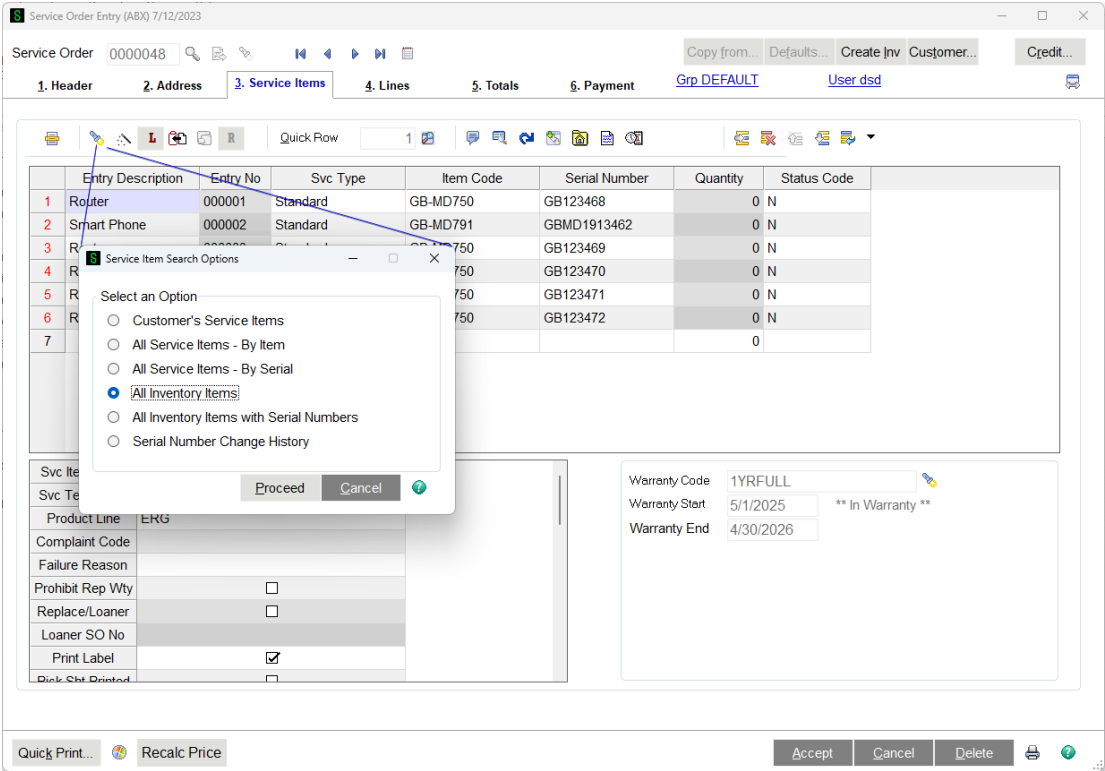 Service Order Entry (ABX) 7/12/2023
Service Order 0000048 Copy from... Defaults... Create Inv Customer... Credit...
1. Header 2. Address 3. Service Items 4. Lines 5. Totals 6. Payment Grp DEFAULT User dsd
L R Quick Row 1
Entry Description Entry No Svc Type Item Code Serial Number Quantity Status Code
1 Router 000001 Standard GB-MD750 GB123468 0 N
2 Smart Phone 000002 Standard GB-MD791 GBMD1913462 0 N
3 GB123469 0 N
4 R 750 GB123470 0 N
5 R 750 GB123471 0 N
6 R 750 GB123472 0 N
7 0
Service Item Search Options
Select an Option
Customer's Service Items
All Service Items - By Item
All Service Items - By Serial
All Inventory Items
All Inventory Items with Serial Numbers
Serial Number Change History
Proceed Cancel
Svc Ite
Svc Te
Product Line ERG
Complaint Code
Failure Reason
Prohibit Rep Wty
Replace/Loaner
Loaner SO No
Print Label
Pick Sht Printed
Warranty Code 1YRFULL
Warranty Start 5/1/2025 ** In Warranty **
Warranty End 4/30/2026
Quick Print... Recalc Price Accept Cancel Delete